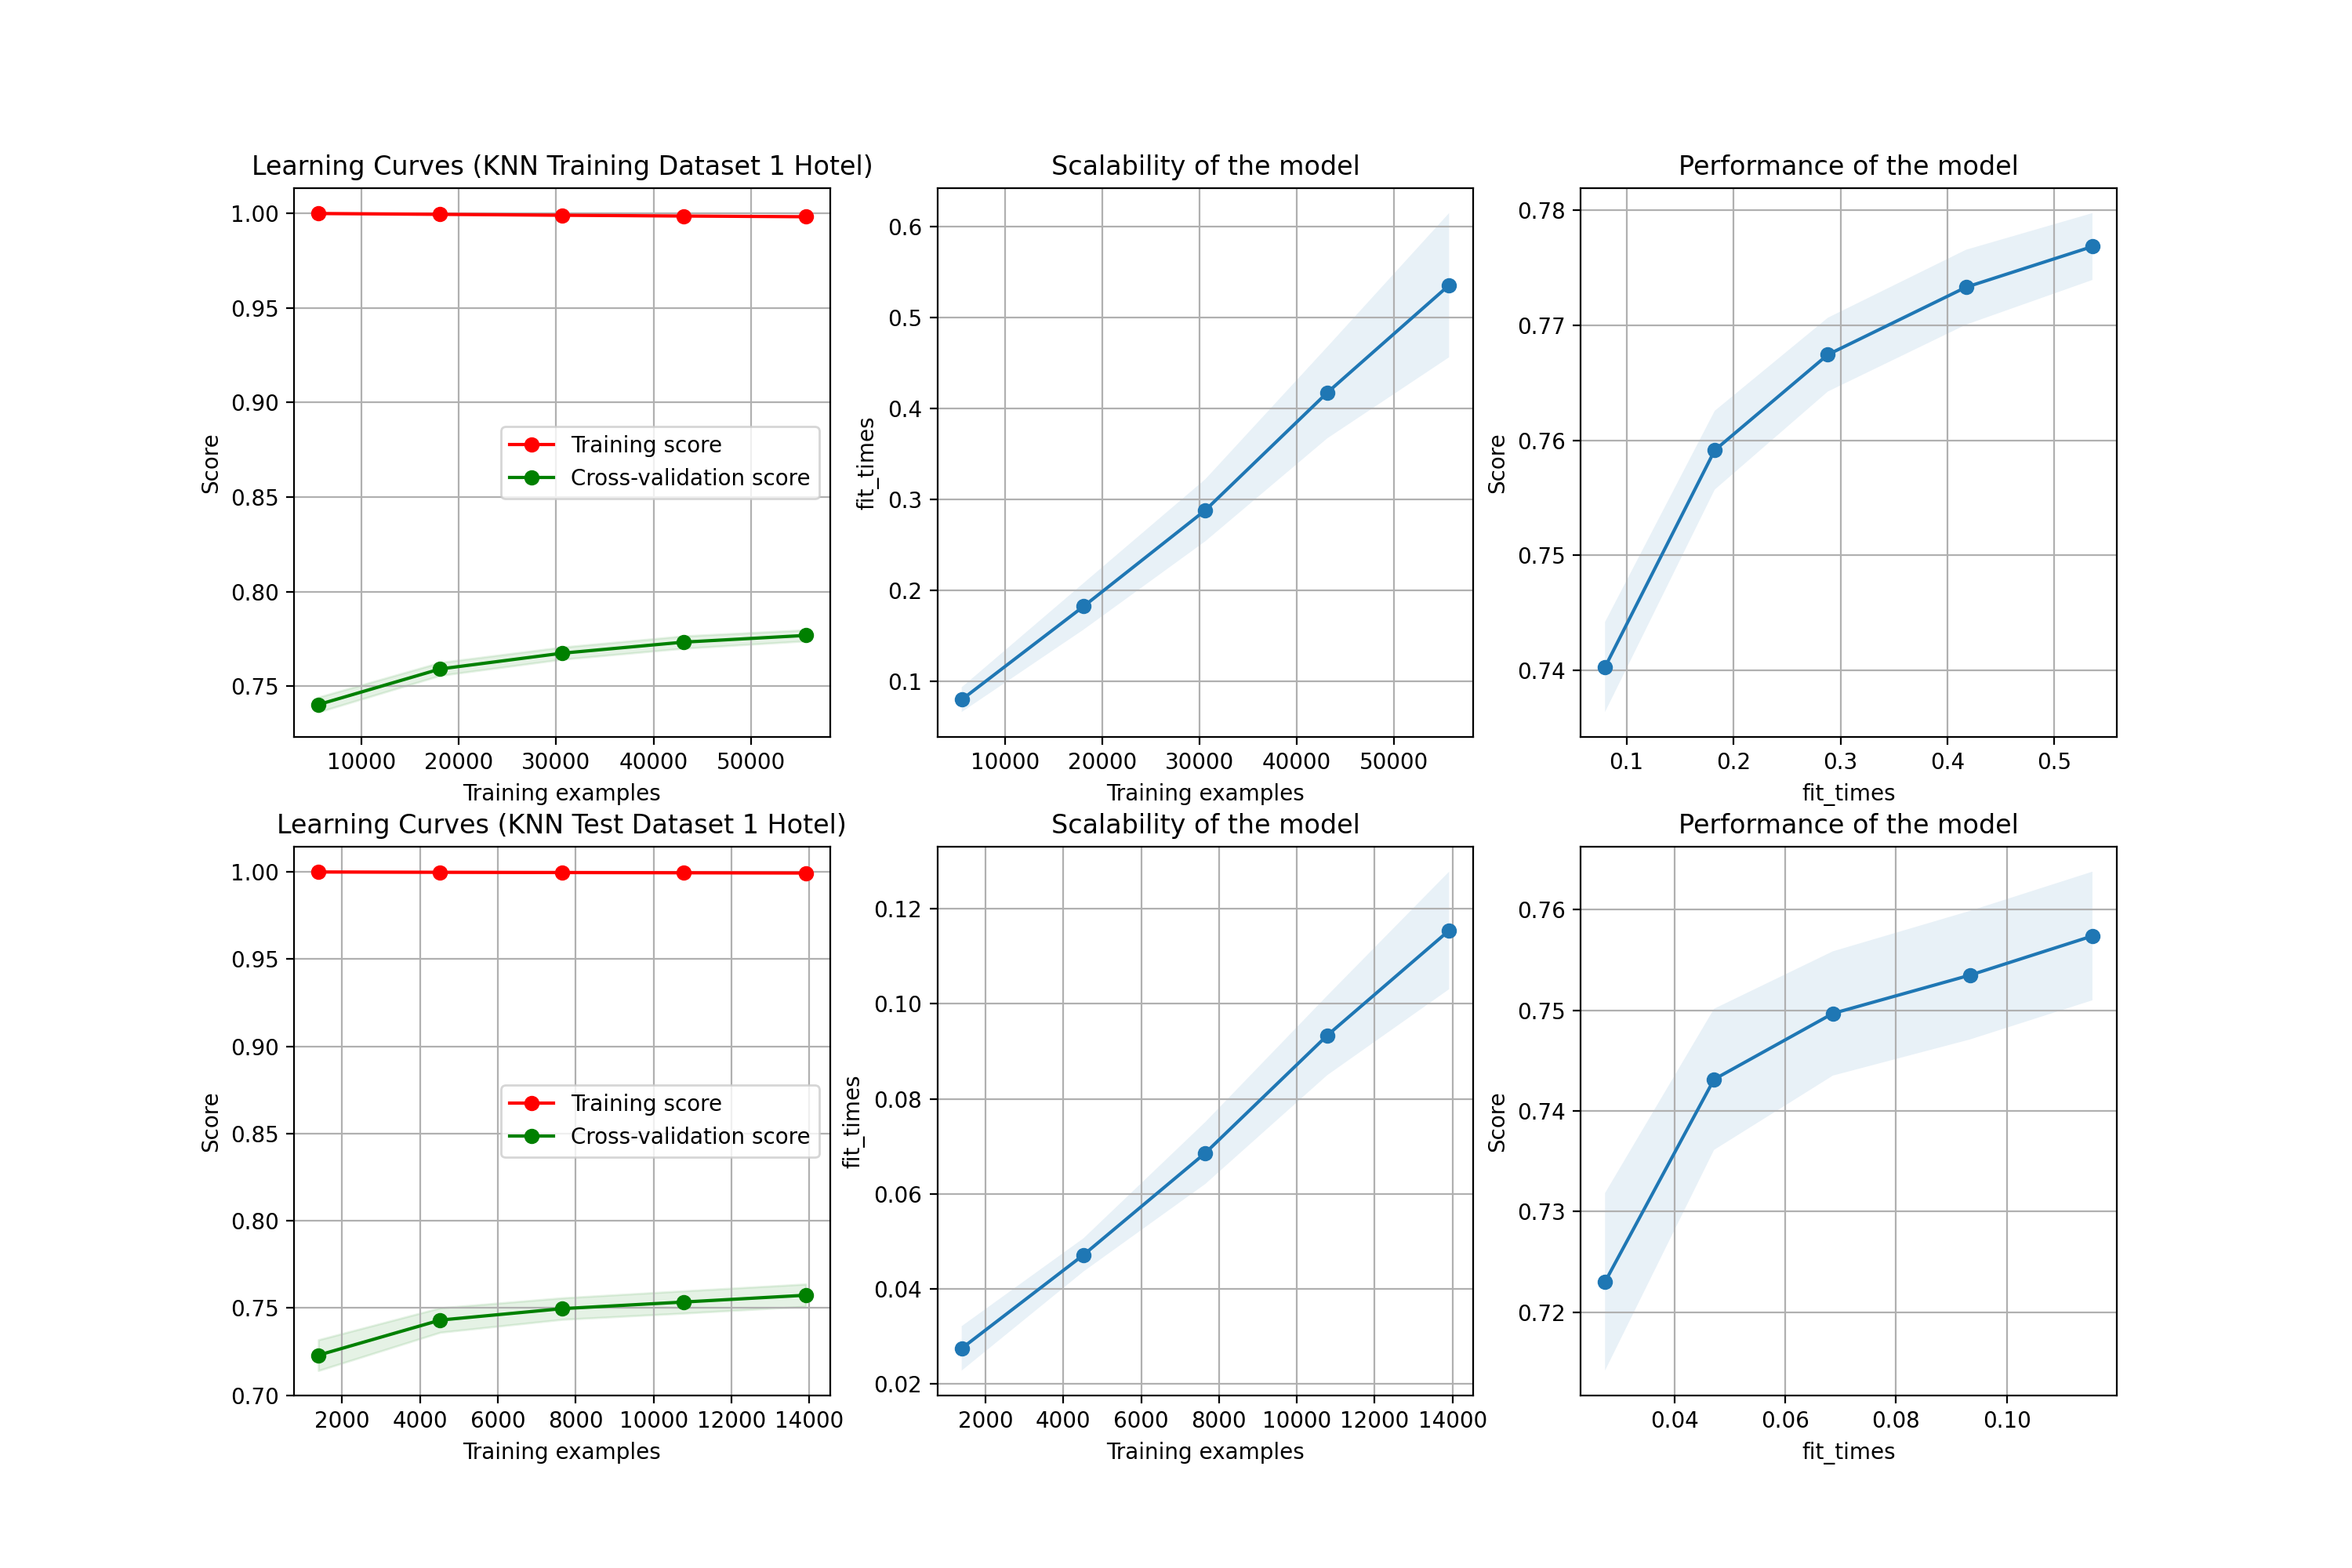 Learning Curves (KNN Training Dataset 1 Hotel)
1.00
0.95
0.90
0.85
0.80
0.75
Score
Training score
Cross-validation score
10000 20000 30000 40000 50000
Training examples
Scalability of the model
0.6
0.5
0.4
0.3
0.2
0.1
fit_times
10000 20000 30000 40000 50000
Training examples
Performance of the model
0.78
0.77
0.76
0.75
0.74
Score
0.1 0.2 0.3 0.4 0.5
fit_times
Learning Curves (KNN Test Dataset 1 Hotel)
1.00
0.95
0.90
0.85
0.80
0.75
0.70
Score
Training score
Cross-validation score
2000 4000 6000 8000 10000 12000 14000
Training examples
Scalability of the model
0.12
0.10
0.08
0.06
0.04
0.02
fit_times
2000 4000 6000 8000 10000 12000 14000
Training examples
Performance of the model
0.76
0.75
0.74
0.73
0.72
Score
0.04 0.06 0.08 0.10
fit_times